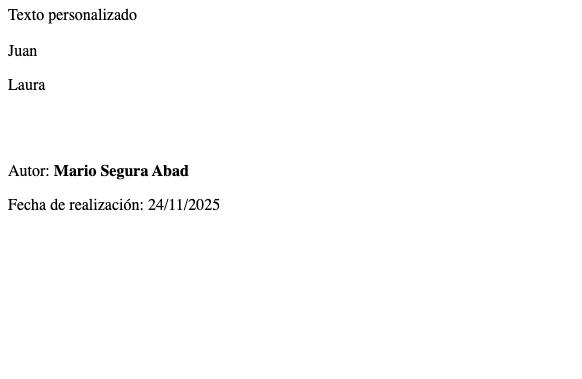 Texto personalizado
Juan
Laura
Autor: Mario Segura Abad
Fecha de realización: 24/11/2025